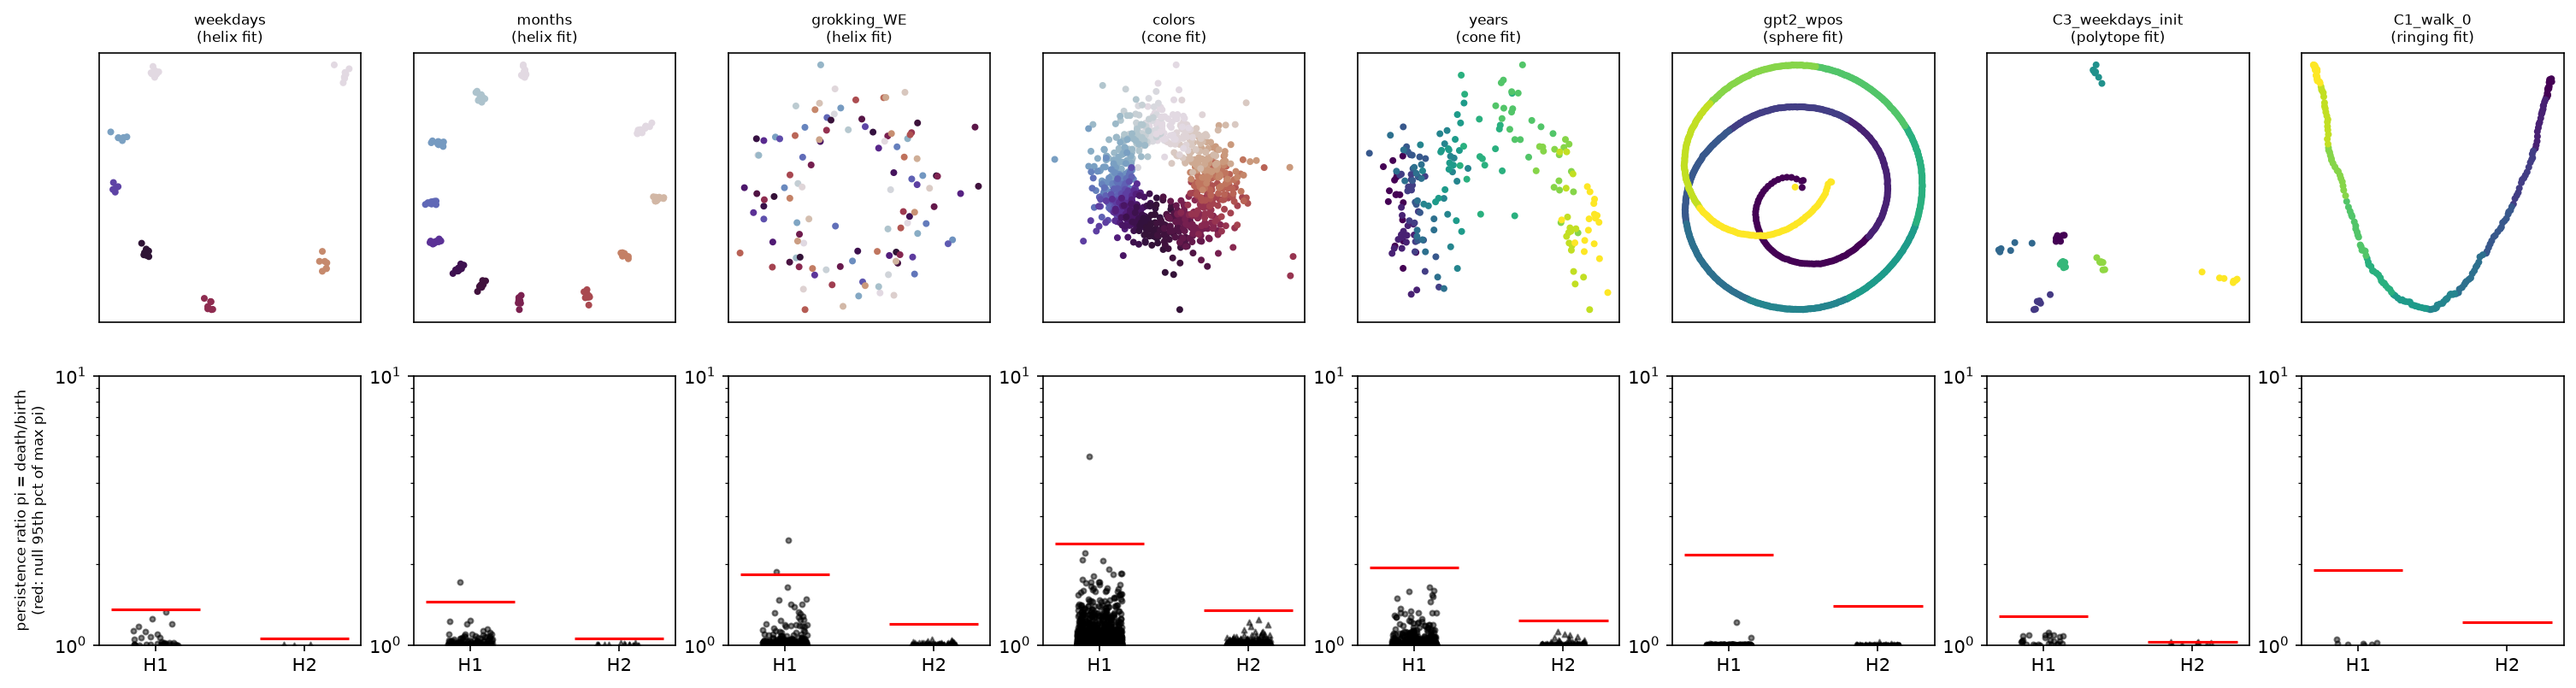 weekdays
(helix fit)
months
(helix fit)
grokking_WE
(helix fit)
colors
(cone fit)
years
(cone fit)
gpt2_wpos
(sphere fit)
C3_weekdays_init
(polytope fit)
C1_walk_0
(ringing fit)
persistence ratio pi = death/birth
(red: null 95th pct of max pi)
10¹
10⁰
H1 H2
10¹
10⁰
H1 H2
10¹
10⁰
H1 H2
10¹
10⁰
H1 H2
10¹
10⁰
H1 H2
10¹
10⁰
H1 H2
10¹
10⁰
H1 H2
10¹
10⁰
H1 H2